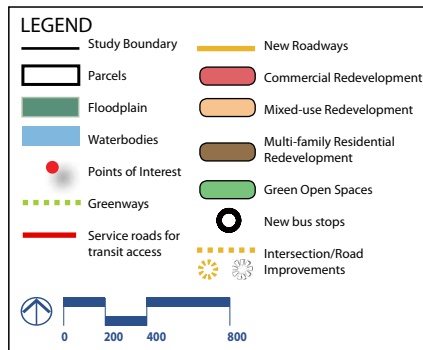 LEGEND
Study Boundary
Parcels
Floodplain
Waterbodies
Points of Interest
Greenways
Service roads for
transit access
New Roadways
Commercial Redevelopment
Mixed-use Redevelopment
Multi-family Residential
Redevelopment
Green Open Spaces
New bus stops
Intersection/Road
Improvements
0 200 400 800